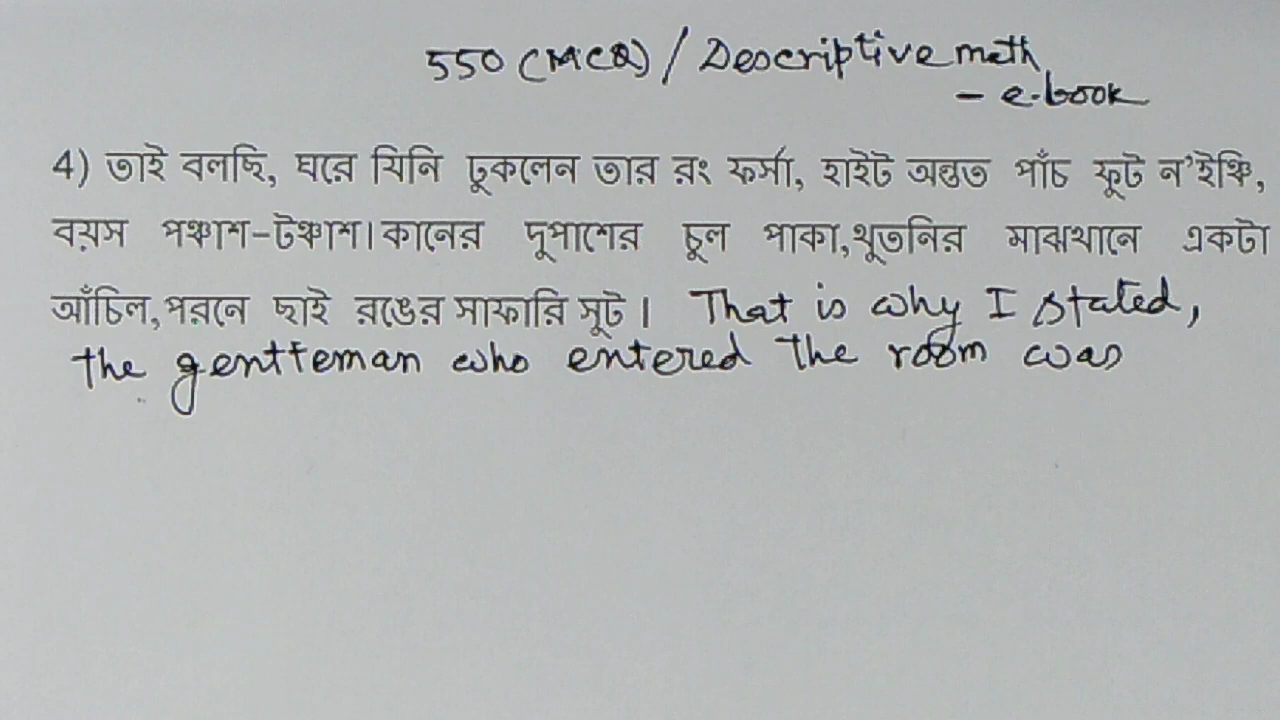 550 (MCQ) / Descriptive math
- e-book
4) তাই বলছি, ঘরে যিনি ঢুকলেন তার রং ফর্সা, হাইট অন্তত পাঁচ ফুট ন'ইঞ্চি,
বয়স পঞ্চাশ-টঞ্চাশ। কানের দুপাশের চুল পাকা,থুতনির মাঝখানে একটা
আঁচিল,পরনে ছাই রঙের সাফারি সূট। That is why I stated,
the gentleman who entered the room was